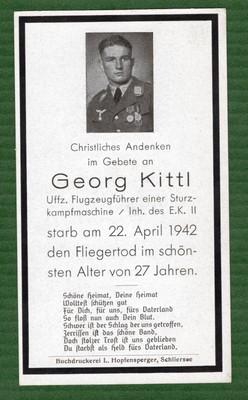 Christliches Andenken
im Gebete an
Georg Kittl
Uffz. Flugzeugführer einer Sturz-
kampfmaschine / Inh. des E.K. II
starb am 22. April 1942
den Fliegertod im schön-
sten Alter von 27 Jahren.
Schöne Heimat, Deine Heimat
Wolltest schützen gut
Für Dich, für uns, fürs Vaterland
So floß nun auch Dein Blut.
Schwer ist der Schlag der uns getroffen,
Zerrissen ist das schöne Band,
Doch stolzer Trost ist uns geblieben
Du starbst als Held fürs Vaterland.
Buchdruckerei L. Hopfensperger, Schliersee